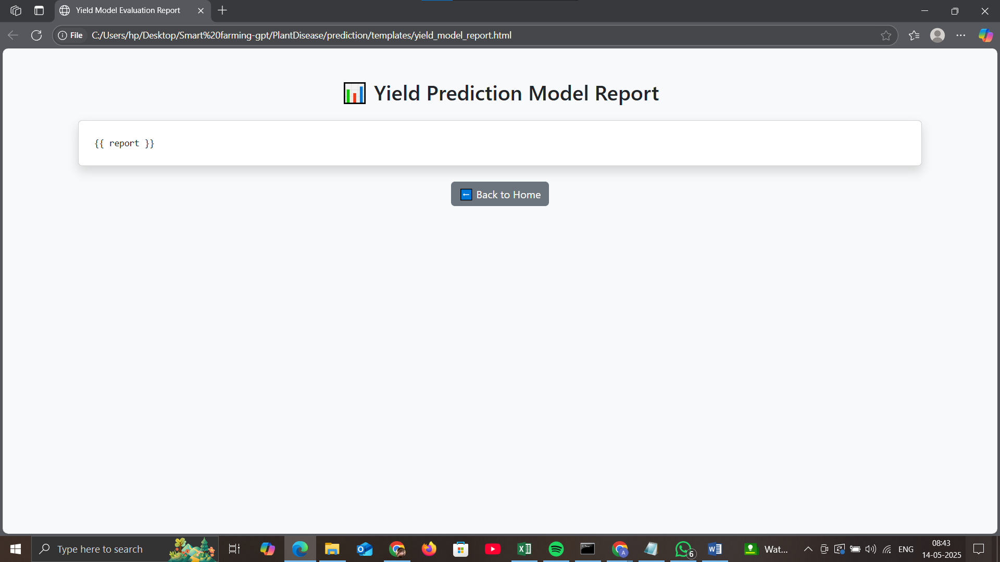 Yield Model Evaluation Report
File C:/Users/hp/Desktop/Smart%20farming-gpt/PlantDisease/prediction/templates/yield_model_report.html
Yield Prediction Model Report
{{ report }}
Back to Home
Type here to search
6
Wat...
ENG
08:43
14-05-2025